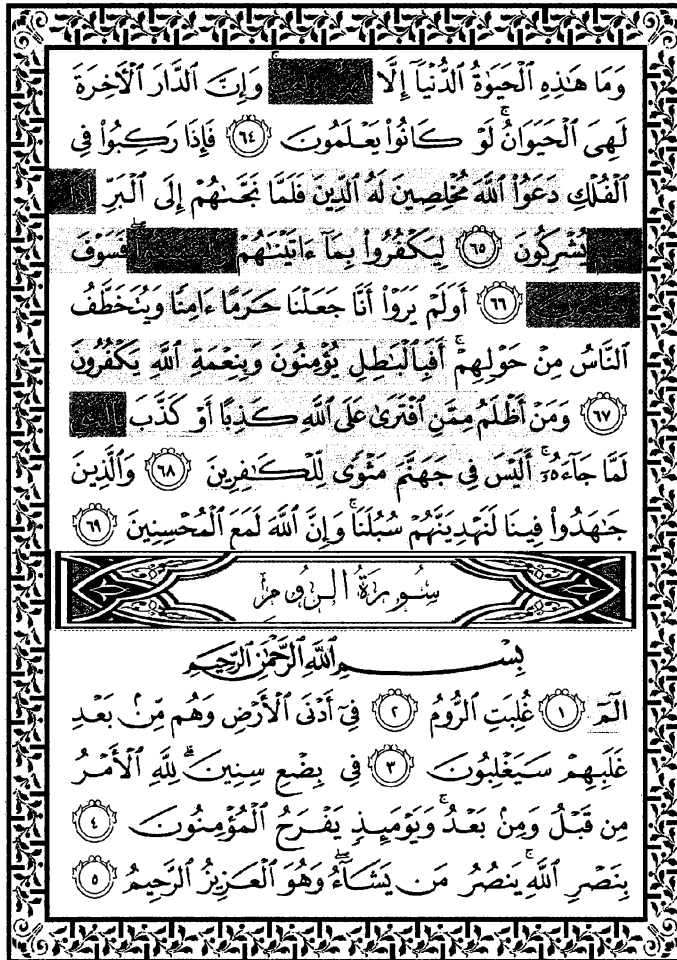 وَمَا هَٰذِهِ ٱلْحَيَوٰةُ ٱلدُّنْيَآ إِلَّا وَإِنَّ ٱلدَّارَ ٱلْأَخِرَةَ
لَهِىَ ٱلْحَيَوَانُ ۚ لَوْ كَانُوا۟ يَعْلَمُونَ ٦٤ فَإِذَا رَكِبُوا۟ فِى
ٱلْفُلْكِ دَعَوُا۟ ٱللَّهَ مُخْلِصِينَ لَهُ ٱلدِّينَ فَلَمَّا نَجَّىٰهُمْ إِلَى ٱلْبَرِّ
يُشْرِكُونَ ٦٥ لِيَكْفُرُوا۟ بِمَآ ءَاتَيْنَٰهُمْ فَسَوْفَ
٦٦ أَوَلَمْ يَرَوْا۟ أَنَّا جَعَلْنَا حَرَمًا ءَامِنًا وَيُتَخَطَّفُ
ٱلنَّاسُ مِنْ حَوْلِهِمْ ۚ أَفَبِٱلْبَٰطِلِ يُؤْمِنُونَ وَبِنِعْمَةِ ٱللَّهِ يَكْفُرُونَ
٦٧ وَمَنْ أَظْلَمُ مِمَّنِ ٱفْتَرَىٰ عَلَى ٱللَّهِ كَذِبًا أَوْ كَذَّبَ
لَمَّا جَآءَهُۥٓ ۚ أَلَيْسَ فِى جَهَنَّمَ مَثْوًى لِّلْكَٰفِرِينَ ٦٨ وَٱلَّذِينَ
جَٰهَدُوا۟ فِينَا لَنَهْدِيَنَّهُمْ سُبُلَنَا ۚ وَإِنَّ ٱللَّهَ لَمَعَ ٱلْمُحْسِنِينَ ٦٩
سُورَةُ الرُّومِ
بِسْمِ ٱللَّهِ ٱلرَّحْمَٰنِ ٱلرَّحِيمِ
الٓمٓ ١ غُلِبَتِ ٱلرُّومُ ٢ فِىٓ أَدْنَى ٱلْأَرْضِ وَهُم مِّنۢ بَعْدِ
غَلَبِهِمْ سَيَغْلِبُونَ ٣ فِى بِضْعِ سِنِينَ ۗ لِلَّهِ ٱلْأَمْرُ
مِن قَبْلُ وَمِنۢ بَعْدُ ۚ وَيَوْمَئِذٍ يَفْرَحُ ٱلْمُؤْمِنُونَ ٤
بِنَصْرِ ٱللَّهِ ۚ يَنصُرُ مَن يَشَآءُ ۖ وَهُوَ ٱلْعَزِيزُ ٱلرَّحِيمُ ٥